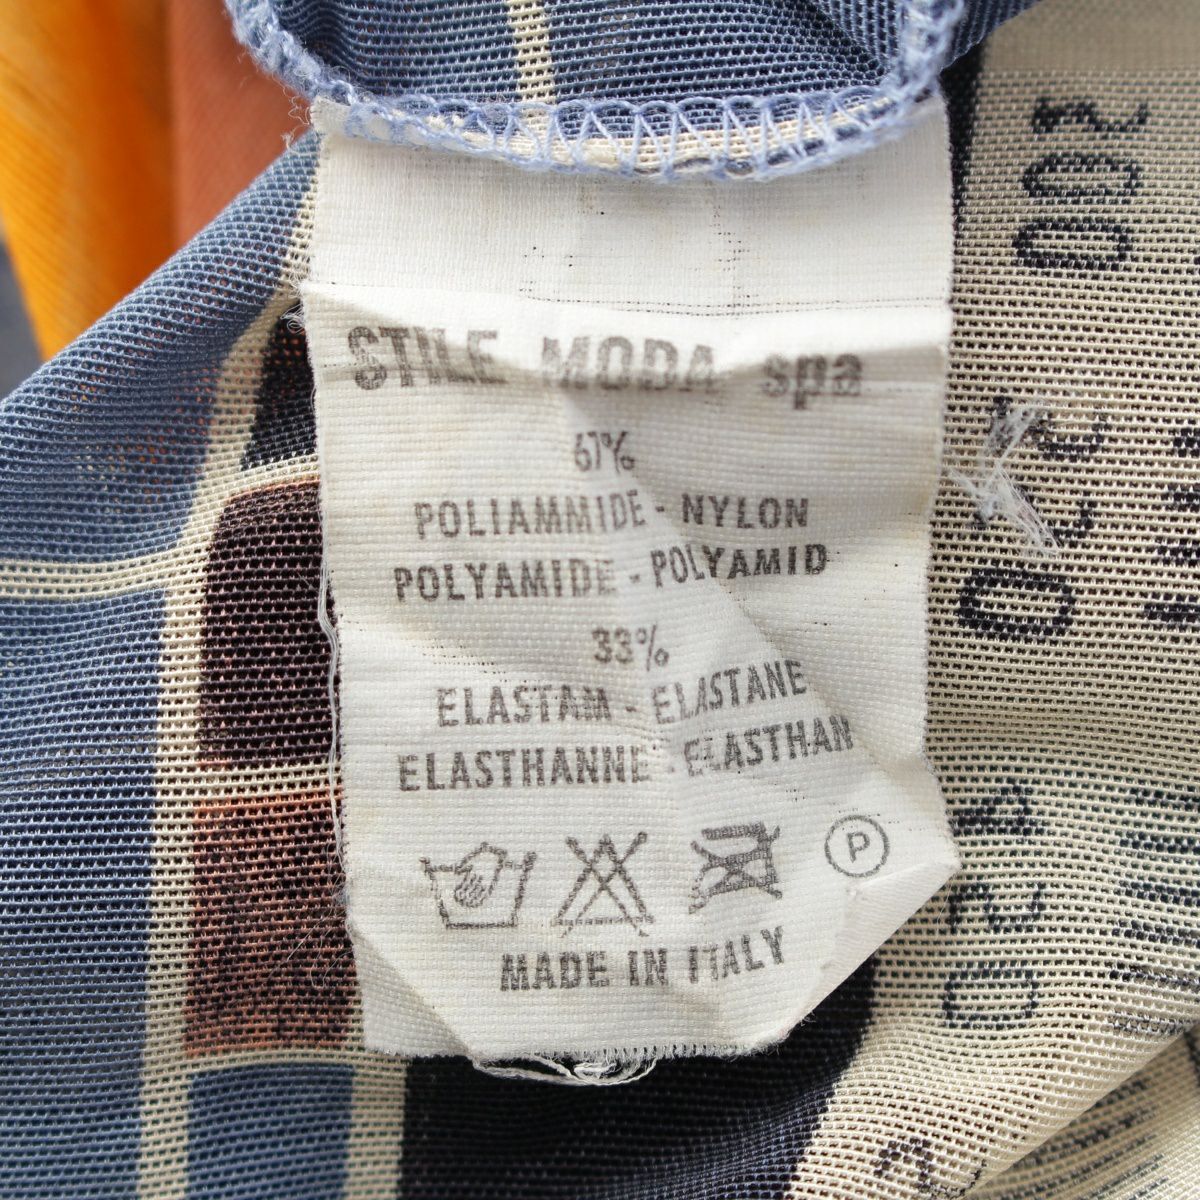 STILE MODA spa
67%
POLIAMMIDE - NYLON
POLYAMIDE - POLYAMID
33%
ELASTAM - ELASTANE
ELASTHANNE - ELASTHAN
P
MADE IN ITALY